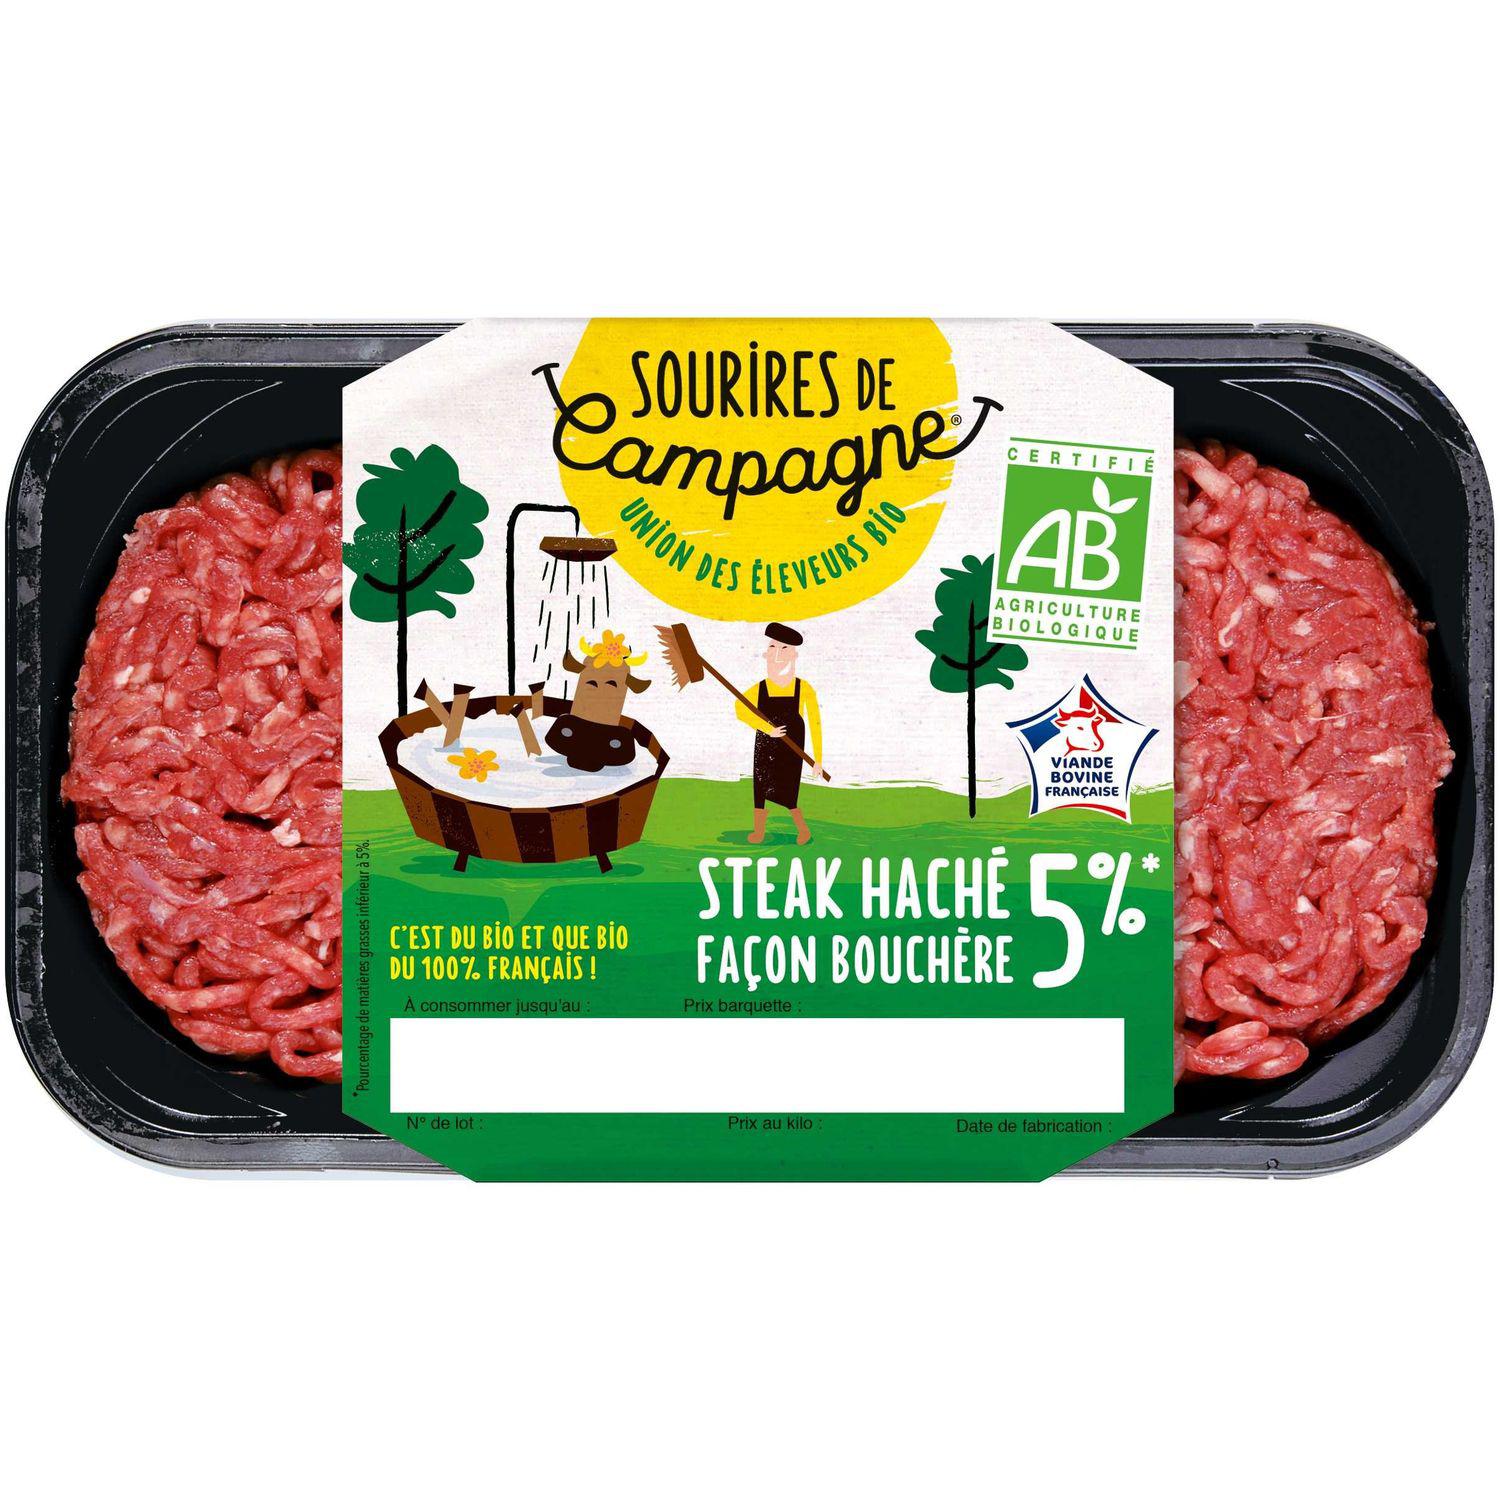 SOURIRES DE
Campagne®
UNION DES ÉLEVEURS BIO
CERTIFIÉ
AB
AGRICULTURE
BIOLOGIQUE
VIANDE
BOVINE
FRANÇAISE
STEAK HACHÉ
FAÇON BOUCHÈRE
5%*
C'EST DU BIO ET QUE BIO
DU 100% FRANÇAIS !
*Pourcentage de matières grasses inférieur à 5%.
À consommer jusqu'au : Prix barquette :
N° de lot : Prix au kilo : Date de fabrication :